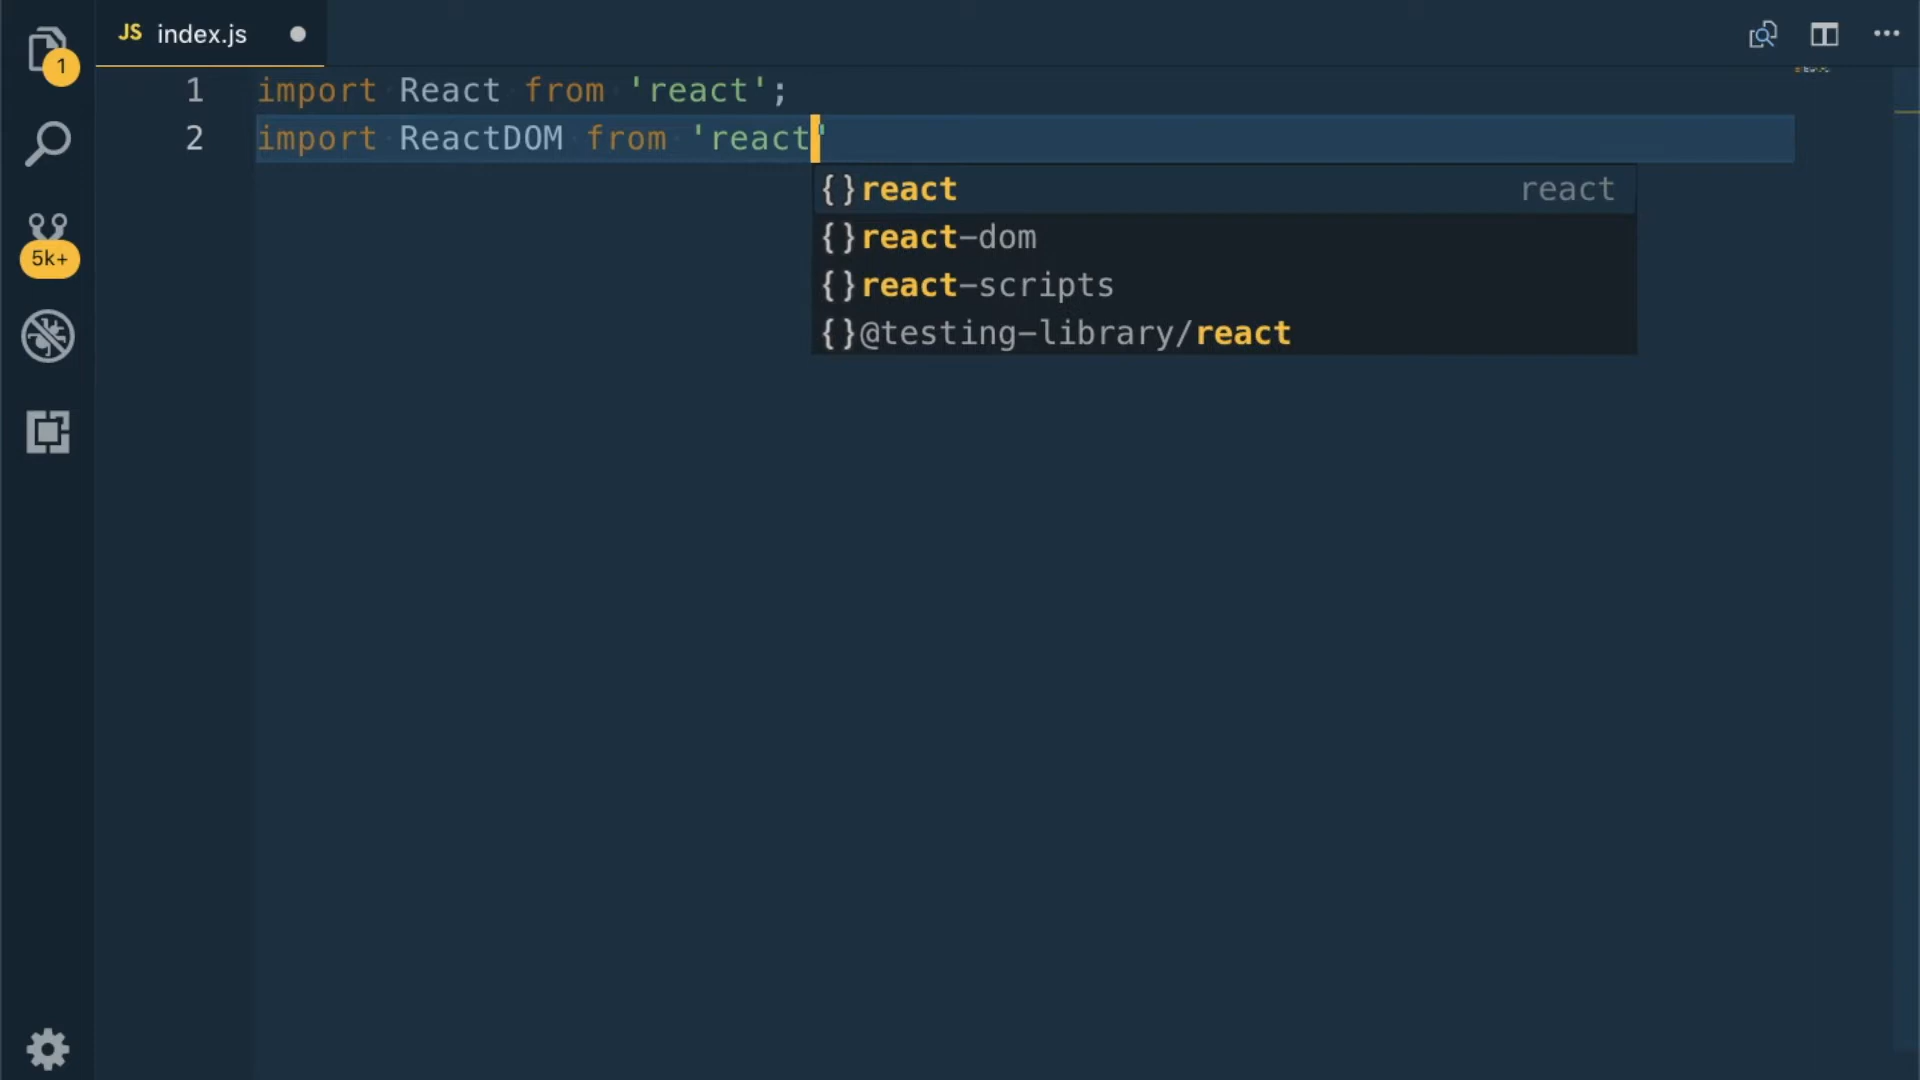 JS index.js
1
1 import React from 'react';
2 import ReactDOM from 'react'
{}react react
{}react-dom
5k+
{}react-scripts
{}@testing-library/react